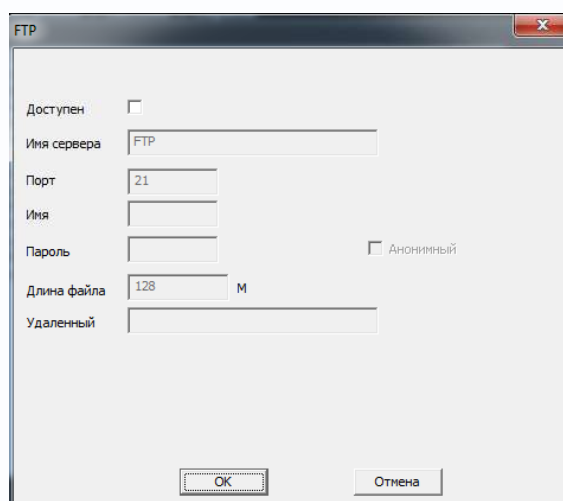 FTP
Доступен
Имя сервера FTP
Порт 21
Имя
Пароль Анонимный
Длина файла 128 М
Удаленный
OK Отмена